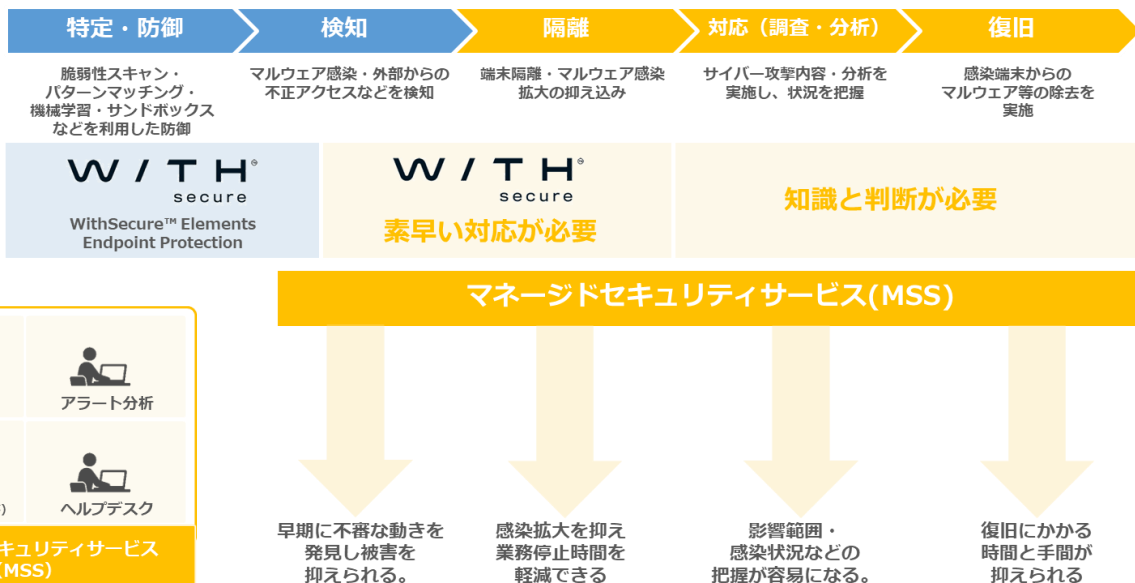 特定・防御
検知
隔離
対応（調査・分析）
復旧
脆弱性スキャン・
パターンマッチング・
機械学習・サンドボックス
などを利用した防御
マルウェア感染・外部からの
不正アクセスなどを検知
端末隔離・マルウェア感染
拡大の抑え込み
サイバー攻撃内容・分析を
実施し、状況を把握
感染端末からの
マルウェア等の除去を
実施
W / T H®
secure
WithSecure™ Elements
Endpoint Protection
W / T H®
secure
素早い対応が必要
知識と判断が必要
マネージドセキュリティサービス(MSS)
アラート分析
ヘルプデスク
キュリティサービス
(MSS)
早期に不審な動きを
発見し被害を
抑えられる。
感染拡大を抑え
業務停止時間を
軽減できる
影響範囲・
感染状況などの
把握が容易になる。
復旧にかかる
時間と手間が
抑えられる